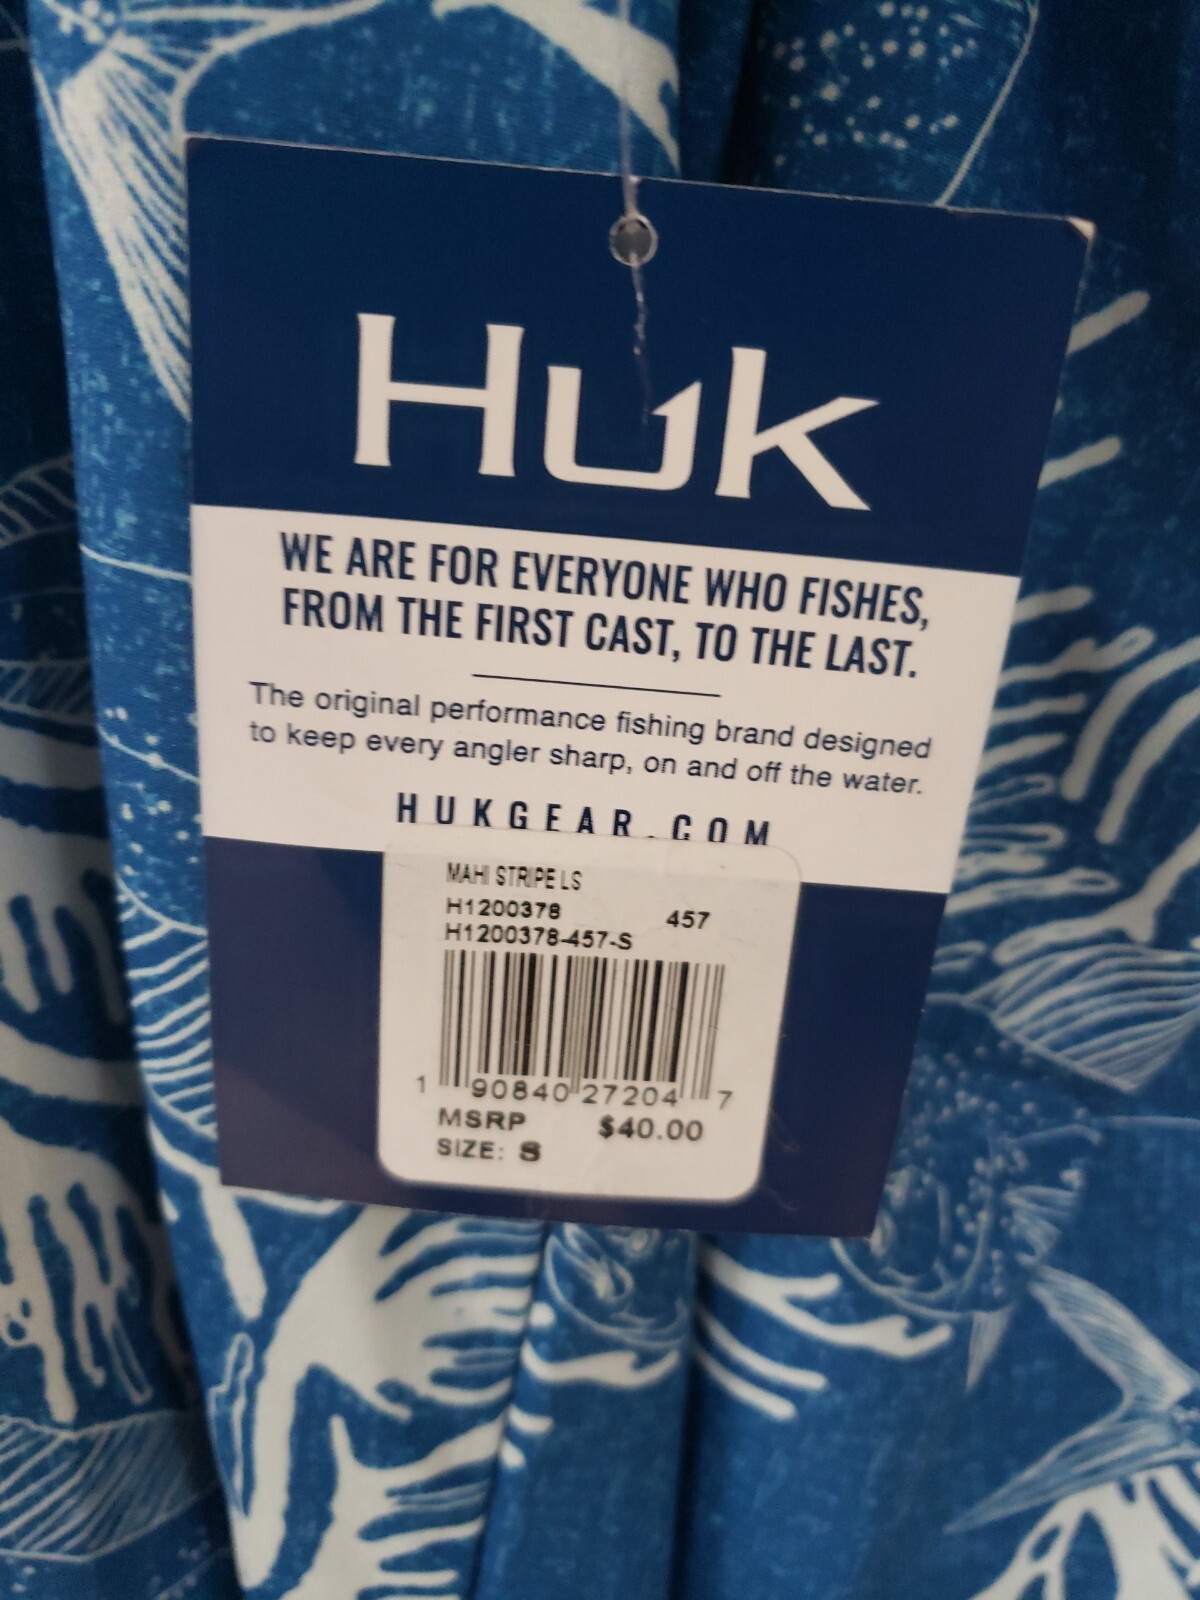 Huk
WE ARE FOR EVERYONE WHO FISHES,
FROM THE FIRST CAST, TO THE LAST.
The original performance fishing brand designed
to keep every angler sharp, on and off the water.
HUKGEAR.COM
MAHI STRIPE LS
H1200378 457
H1200378-457-S
1 90840 27204 7
MSRP $40.00
SIZE: S